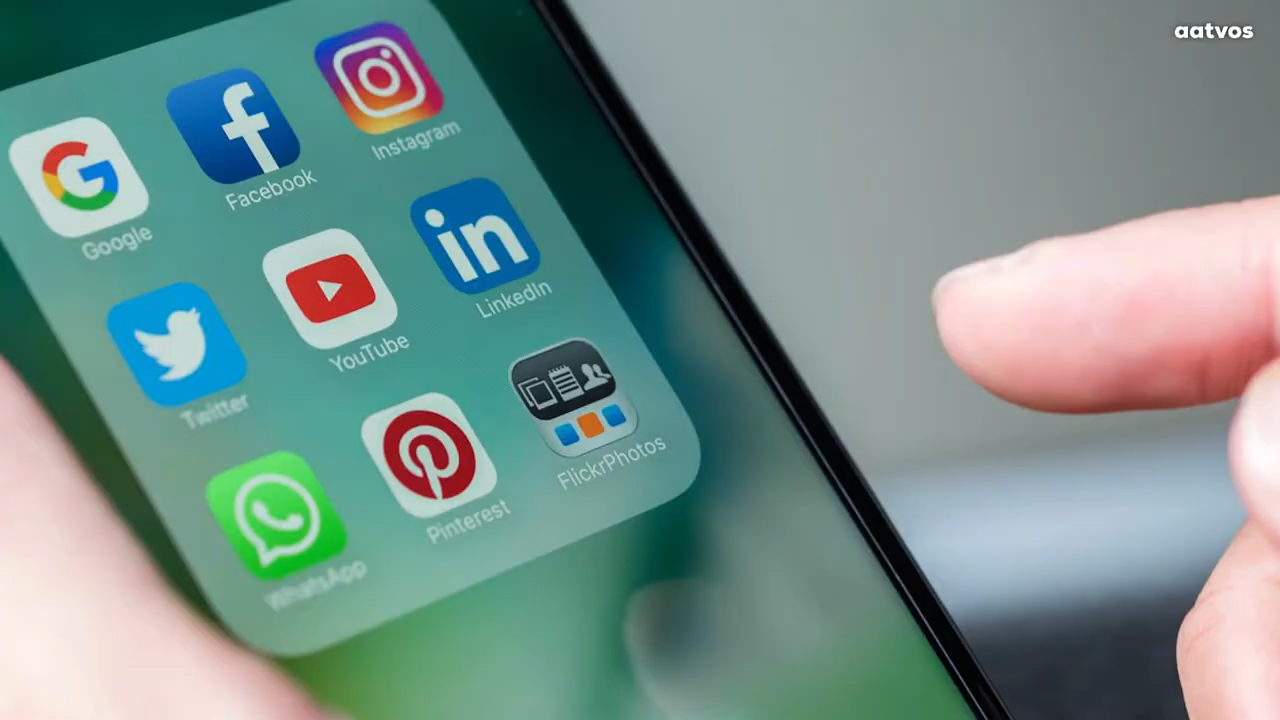 aatvos
Google
Facebook
Instagram
Twitter
YouTube
LinkedIn
WhatsApp
Pinterest
FlickrPhotos